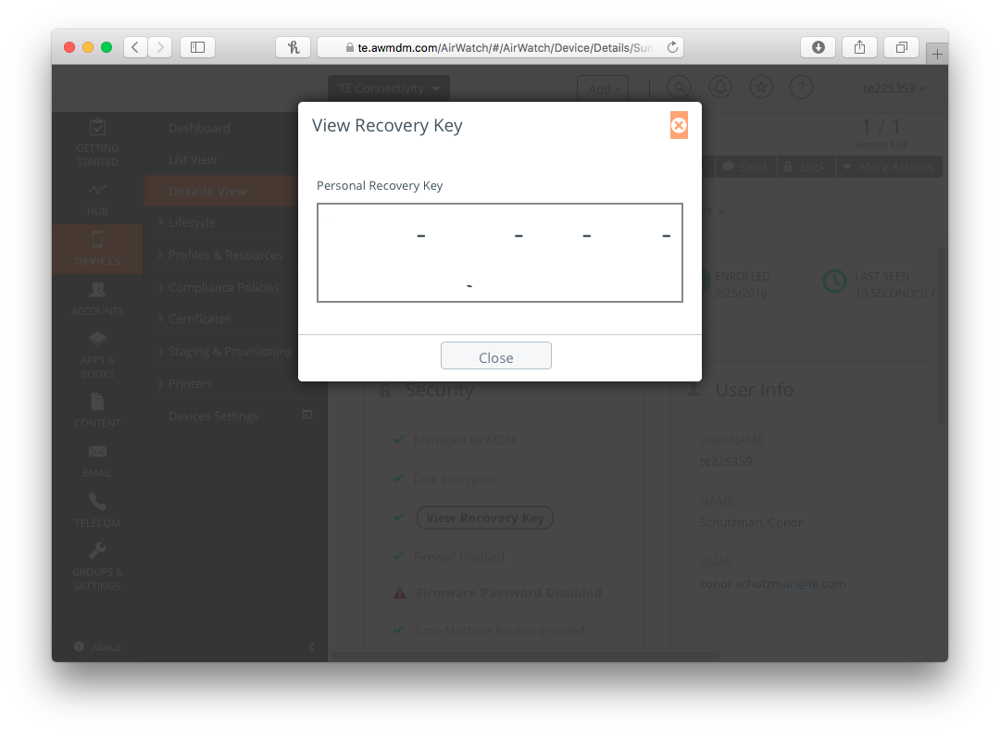 te.awmdm.com/AirWatch/#/AirWatch/Device/Details/Sum
TE Connectivity
Add
?
te225359
GETTING
STARTED
HUB
DEVICES
ACCOUNTS
APPS &
BOOKS
CONTENT
EMAIL
TELECOM
GROUPS &
SETTINGS
About
Dashboard
List View
Details View
Lifecycle
Profiles & Resources
Compliance Policies
Certificates
Staging & Provisioning
Printers
Devices Settings
1 / 1
Recent List
Send
Lock
More Actions
View Recovery Key
Personal Recovery Key
- - - -
-
Close
ENROLLED
9/25/2016
LAST SEEN
10 SECOND(S) A
Security
Managed By MDM
Disk Encryption
View Recovery Key
Firewall Enabled
Firmware Password Disabled
Time Machine Backup Enabled
User Info
USERNAME
te225359
NAME
Schutzman, Conor
EMAIL
conor.schutzman@te.com